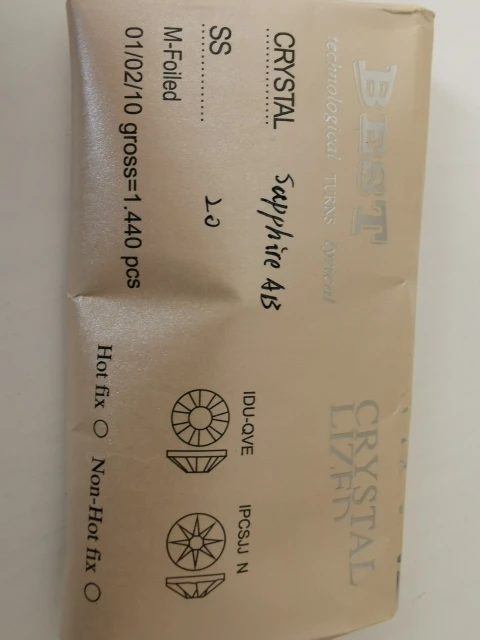 BEST
technological TURNS
CRYSTAL
CRYSTAL............ Sapphire AB
SS............ 20
M-Foiled
01/02/10 gross=1.440 pcs
IDU-QVE
IPCSJJ N
Hot fix
Non-Hot fix